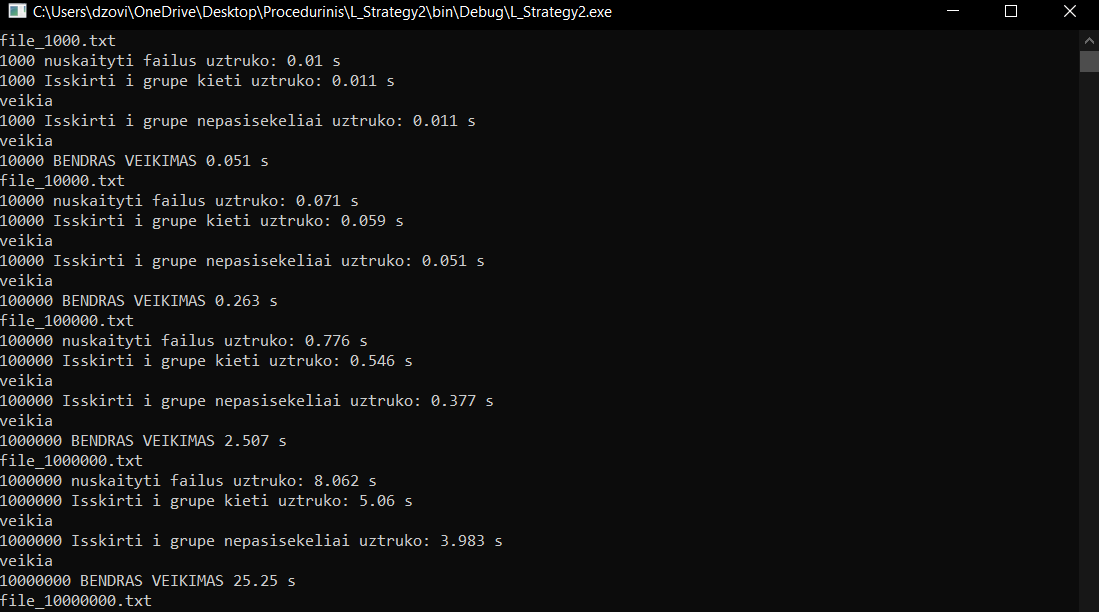 C:\Users\dzovi\OneDrive\Desktop\Procedurinis\L_Strategy2\bin\Debug\L_Strategy2.exe
file_1000.txt
1000 nuskaityti failus uztruko: 0.01 s
1000 Isskirti i grupe kieti uztruko: 0.011 s
veikia
1000 Isskirti i grupe nepasisekeliai uztruko: 0.011 s
veikia
10000 BENDRAS VEIKIMAS 0.051 s
file_10000.txt
10000 nuskaityti failus uztruko: 0.071 s
10000 Isskirti i grupe kieti uztruko: 0.059 s
veikia
10000 Isskirti i grupe nepasisekeliai uztruko: 0.051 s
veikia
100000 BENDRAS VEIKIMAS 0.263 s
file_100000.txt
100000 nuskaityti failus uztruko: 0.776 s
100000 Isskirti i grupe kieti uztruko: 0.546 s
veikia
100000 Isskirti i grupe nepasisekeliai uztruko: 0.377 s
veikia
1000000 BENDRAS VEIKIMAS 2.507 s
file_1000000.txt
1000000 nuskaityti failus uztruko: 8.062 s
1000000 Isskirti i grupe kieti uztruko: 5.06 s
veikia
1000000 Isskirti i grupe nepasisekeliai uztruko: 3.983 s
veikia
10000000 BENDRAS VEIKIMAS 25.25 s
file_10000000.txt